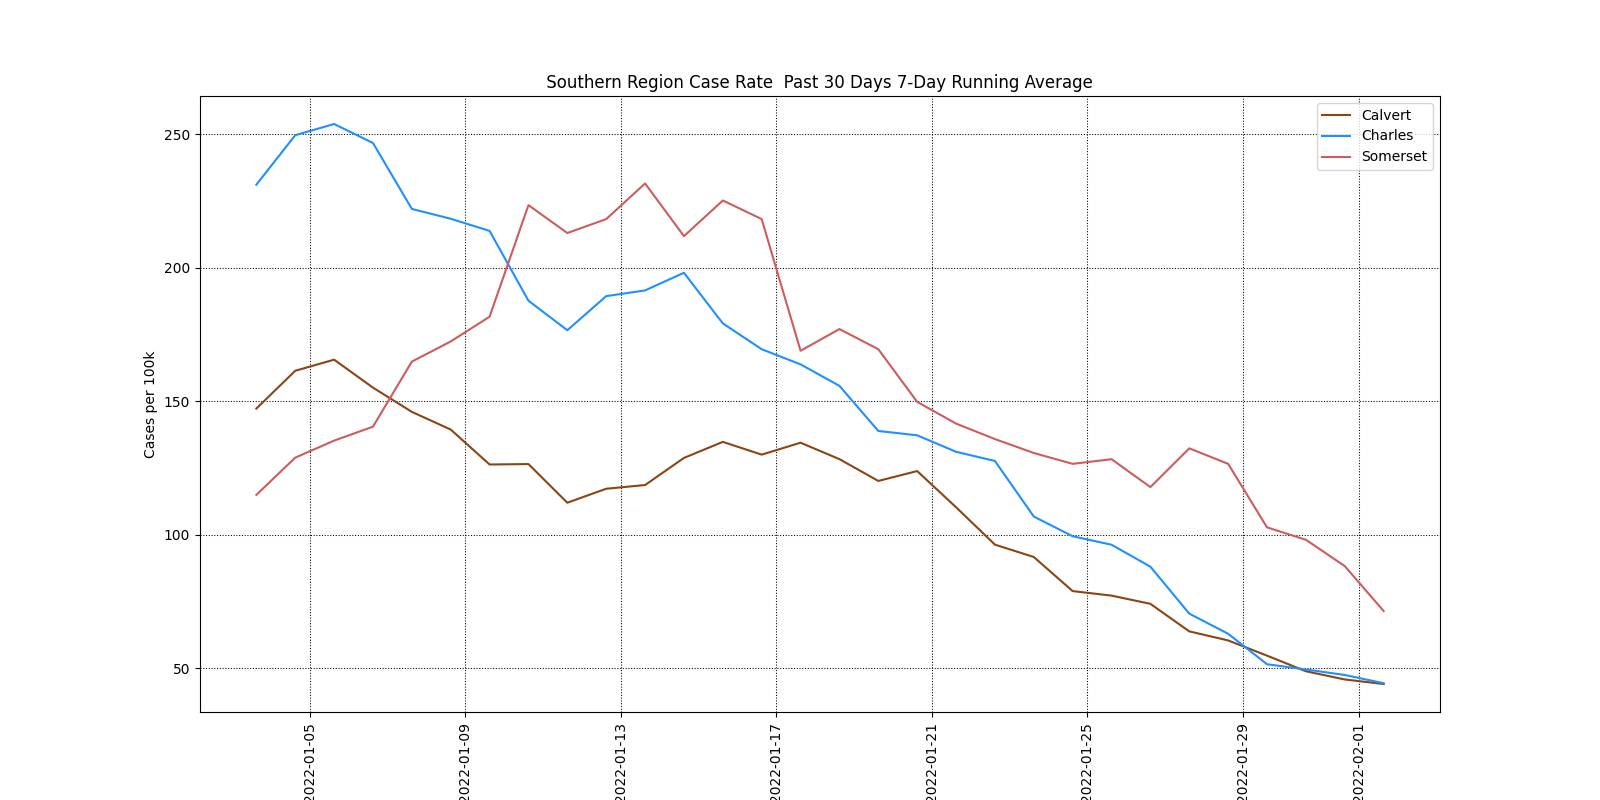 Southern Region Case Rate  Past 30 Days 7-Day Running Average
Calvert
Charles
Somerset
Cases per 100k
250
200
150
100
50
2022-01-05
2022-01-09
2022-01-13
2022-01-17
2022-01-21
2022-01-25
2022-01-29
2022-02-01